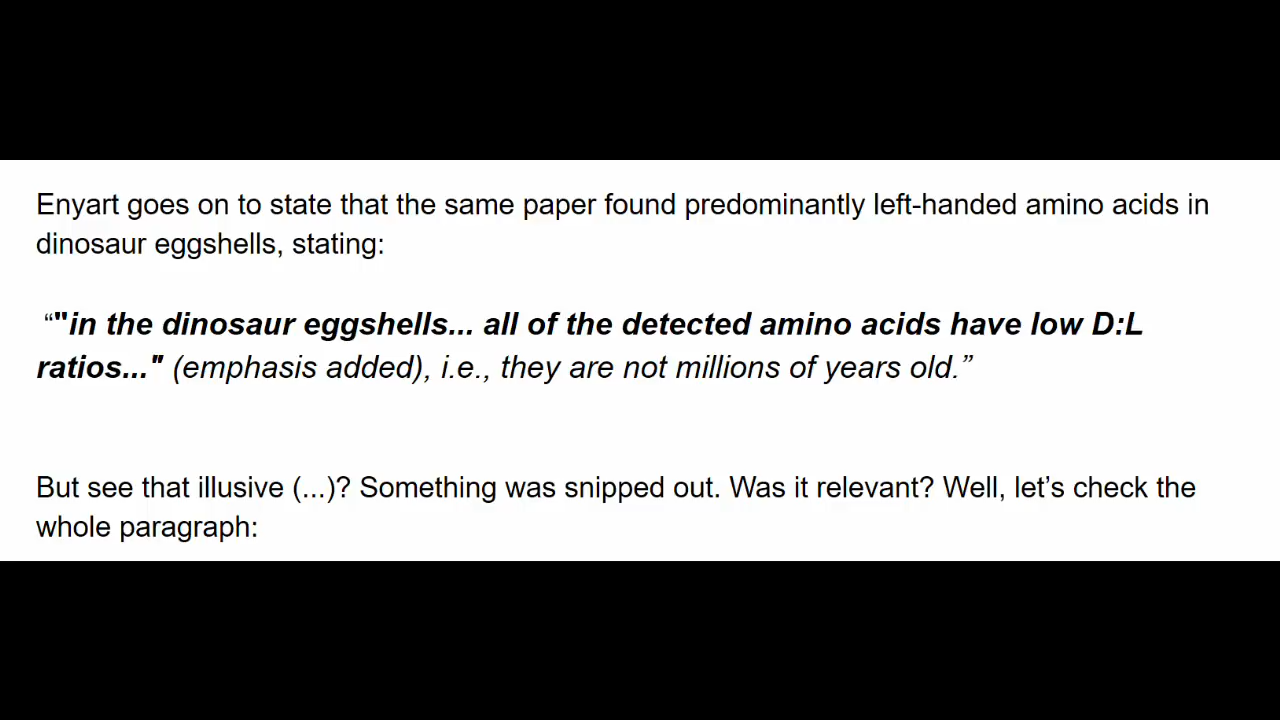 Enyart goes on to state that the same paper found predominantly left-handed amino acids in
dinosaur eggshells, stating:
“"in the dinosaur eggshells... all of the detected amino acids have low D:L
ratios..." (emphasis added), i.e., they are not millions of years old.”
But see that illusive (...)? Something was snipped out. Was it relevant? Well, let’s check the
whole paragraph: